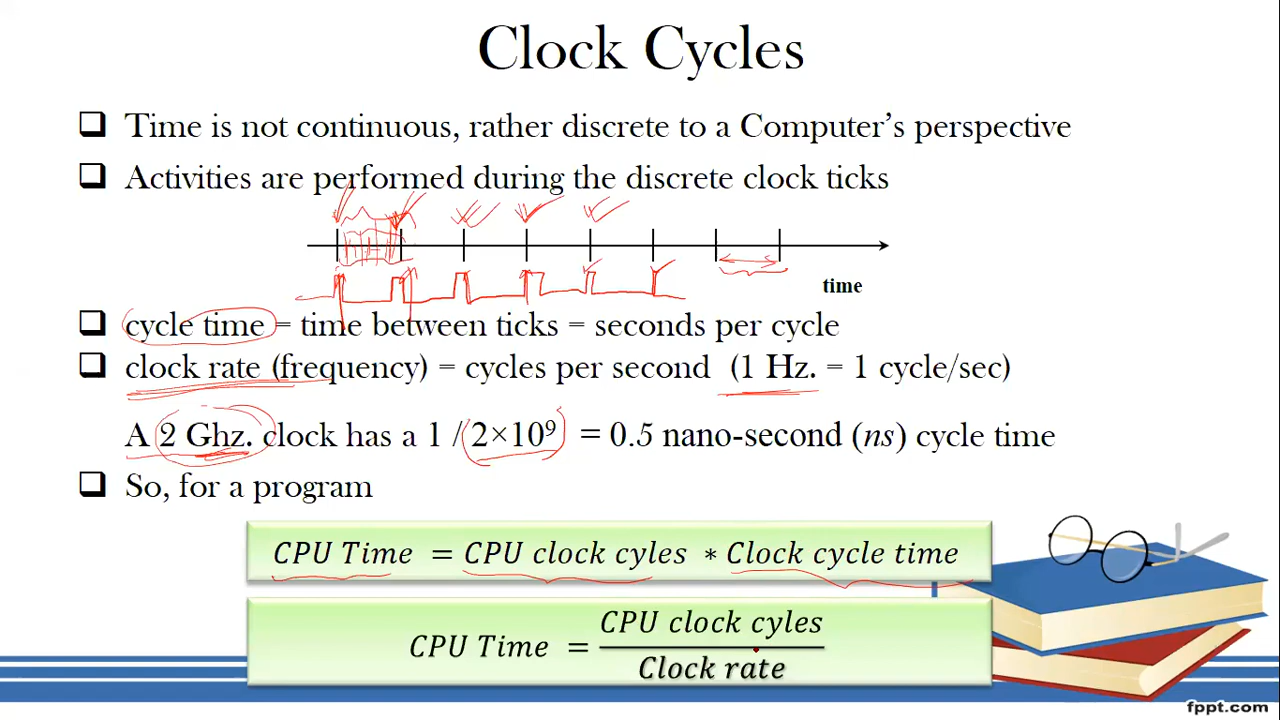 Clock Cycles
❑ Time is not continuous, rather discrete to a Computer's perspective
❑ Activities are performed during the discrete clock ticks
time
❑ cycle time = time between ticks = seconds per cycle
❑ clock rate (frequency) = cycles per second (1 Hz. = 1 cycle/sec)
A 2 Ghz. clock has a 1 / 2×10⁹ = 0.5 nano-second (ns) cycle time
❑ So, for a program
CPU Time = CPU clock cyles ∗ Clock cycle time
CPU Time = CPU clock cyles / Clock rate
fppt.com